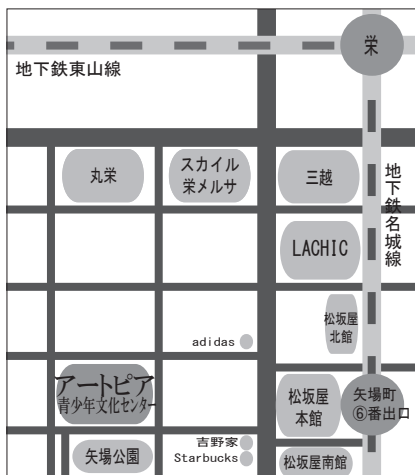 栄
地下鉄東山線
丸栄
スカイル
栄メルサ
三越
地下鉄名城線
LACHIC
松坂屋
北館
adidas
アートピア
青少年文化センター
松坂屋
本館
矢場町
⑥番出口
矢場公園
吉野家
Starbucks
松坂屋南館